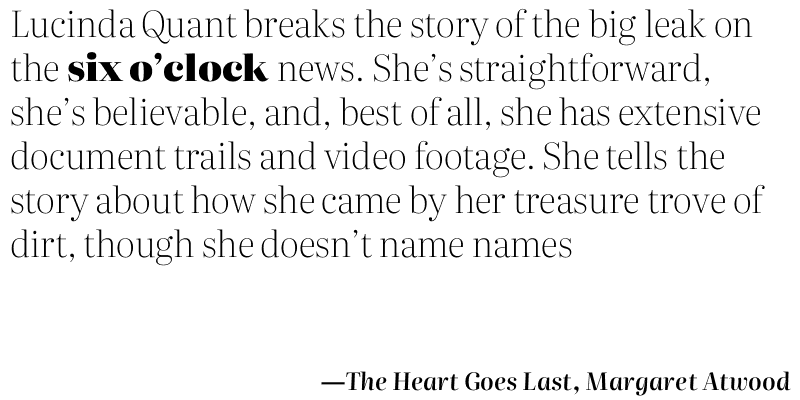 Lucinda Quant breaks the story of the big leak on
the six o’clock news. She’s straightforward,
she’s believable, and, best of all, she has extensive
document trails and video footage. She tells the
story about how she came by her treasure trove of
dirt, though she doesn’t name names
—The Heart Goes Last, Margaret Atwood